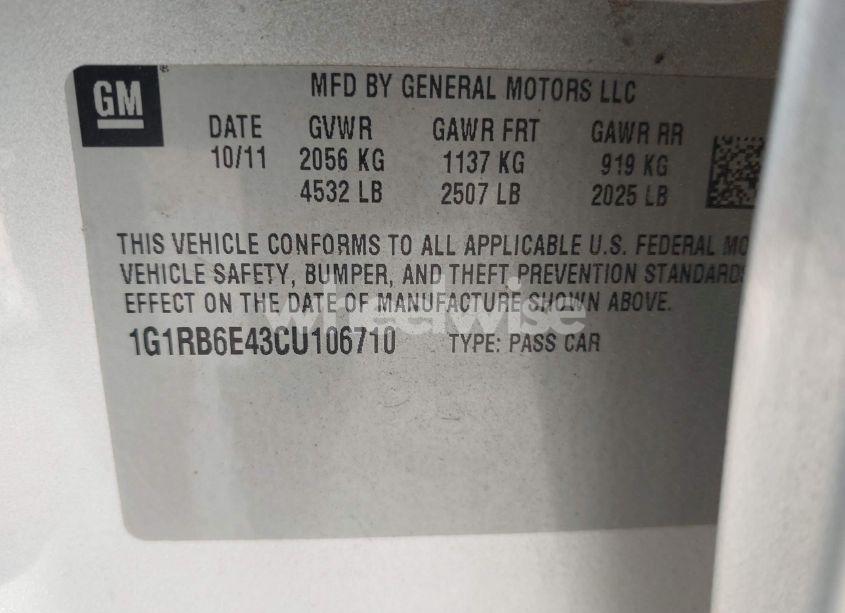 GM
MFD BY GENERAL MOTORS LLC
DATE GVWR GAWR FRT GAWR RR
10/11 2056 KG 1137 KG 919 KG
4532 LB 2507 LB 2025 LB
THIS VEHICLE CONFORMS TO ALL APPLICABLE U.S. FEDERAL
VEHICLE SAFETY, BUMPER, AND THEFT PREVENTION STANDARDS
EFFECT ON THE DATE OF MANUFACTURE SHOWN ABOVE.
wheelwise
1G1RB6E43CU106710 TYPE: PASS CAR